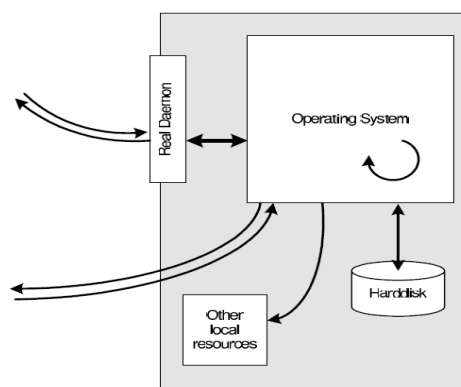 Real Daemon
Operating System
Harddisk
Other
local
resources